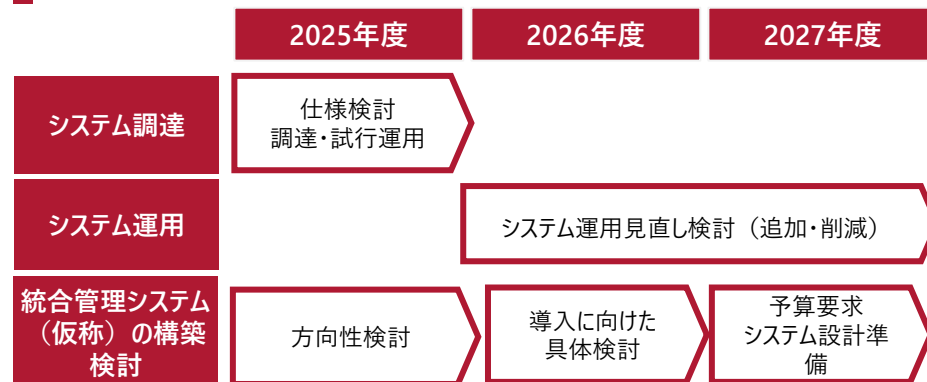 2025年度
2026年度
2027年度
システム調達
仕様検討
調達・試行運用
システム運用
システム運用見直し検討（追加・削減）
統合管理システム
（仮称）の構築
検討
方向性検討
導入に向けた
具体検討
予算要求
システム設計準
備